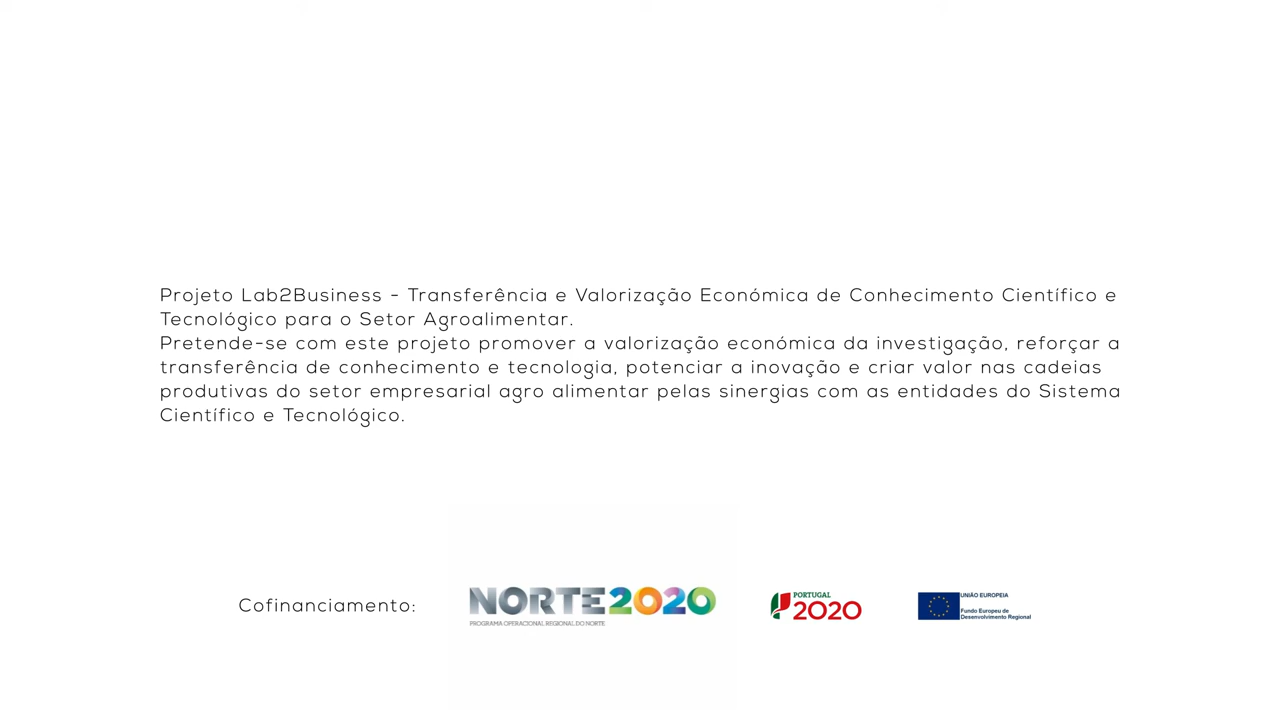 Projeto Lab2Business - Transferência e Valorização Económica de Conhecimento Científico e
Tecnológico para o Setor Agroalimentar.
Pretende-se com este projeto promover a valorização económica da investigação, reforçar a
transferência de conhecimento e tecnologia, potenciar a inovação e criar valor nas cadeias
produtivas do setor empresarial agro alimentar pelas sinergias com as entidades do Sistema
Científico e Tecnológico.
Cofinanciamento:
NORTE2020
PROGRAMA OPERACIONAL REGIONAL DO NORTE
PORTUGAL
2020
UNIÃO EUROPEIA
Fundo Europeu de
Desenvolvimento Regional